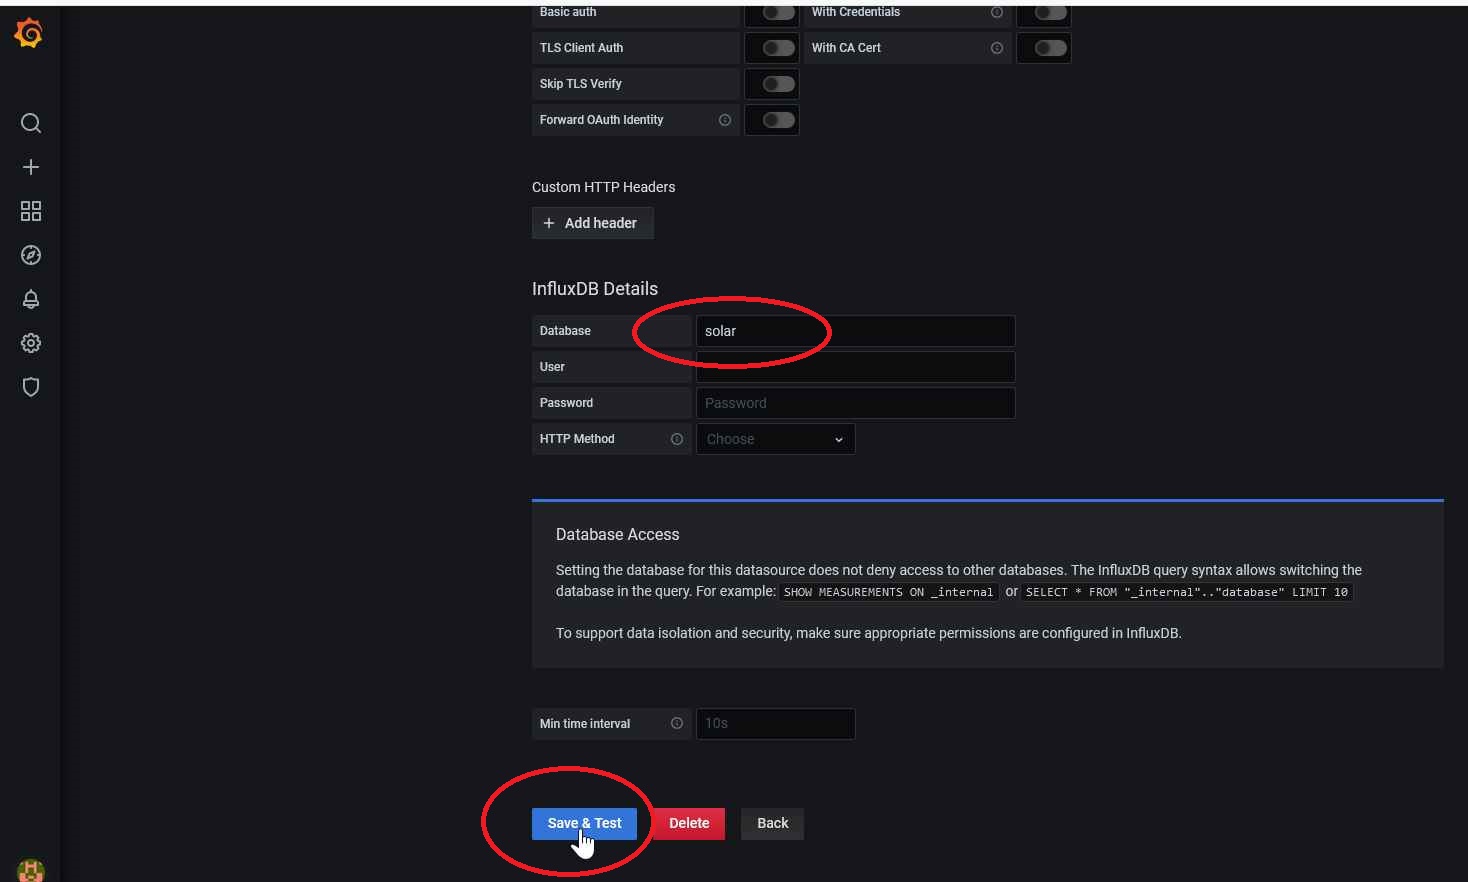 Basic auth With Credentials
TLS Client Auth With CA Cert
Skip TLS Verify
Forward OAuth Identity
Custom HTTP Headers
+ Add header
InfluxDB Details
Database solar
User
Password Password
HTTP Method Choose
Database Access
Setting the database for this datasource does not deny access to other databases. The InfluxDB query syntax allows switching the
database in the query. For example: SHOW MEASUREMENTS ON _internal or SELECT * FROM "_internal".."database" LIMIT 10
To support data isolation and security, make sure appropriate permissions are configured in InfluxDB.
Min time interval 10s
Save & Test Delete Back